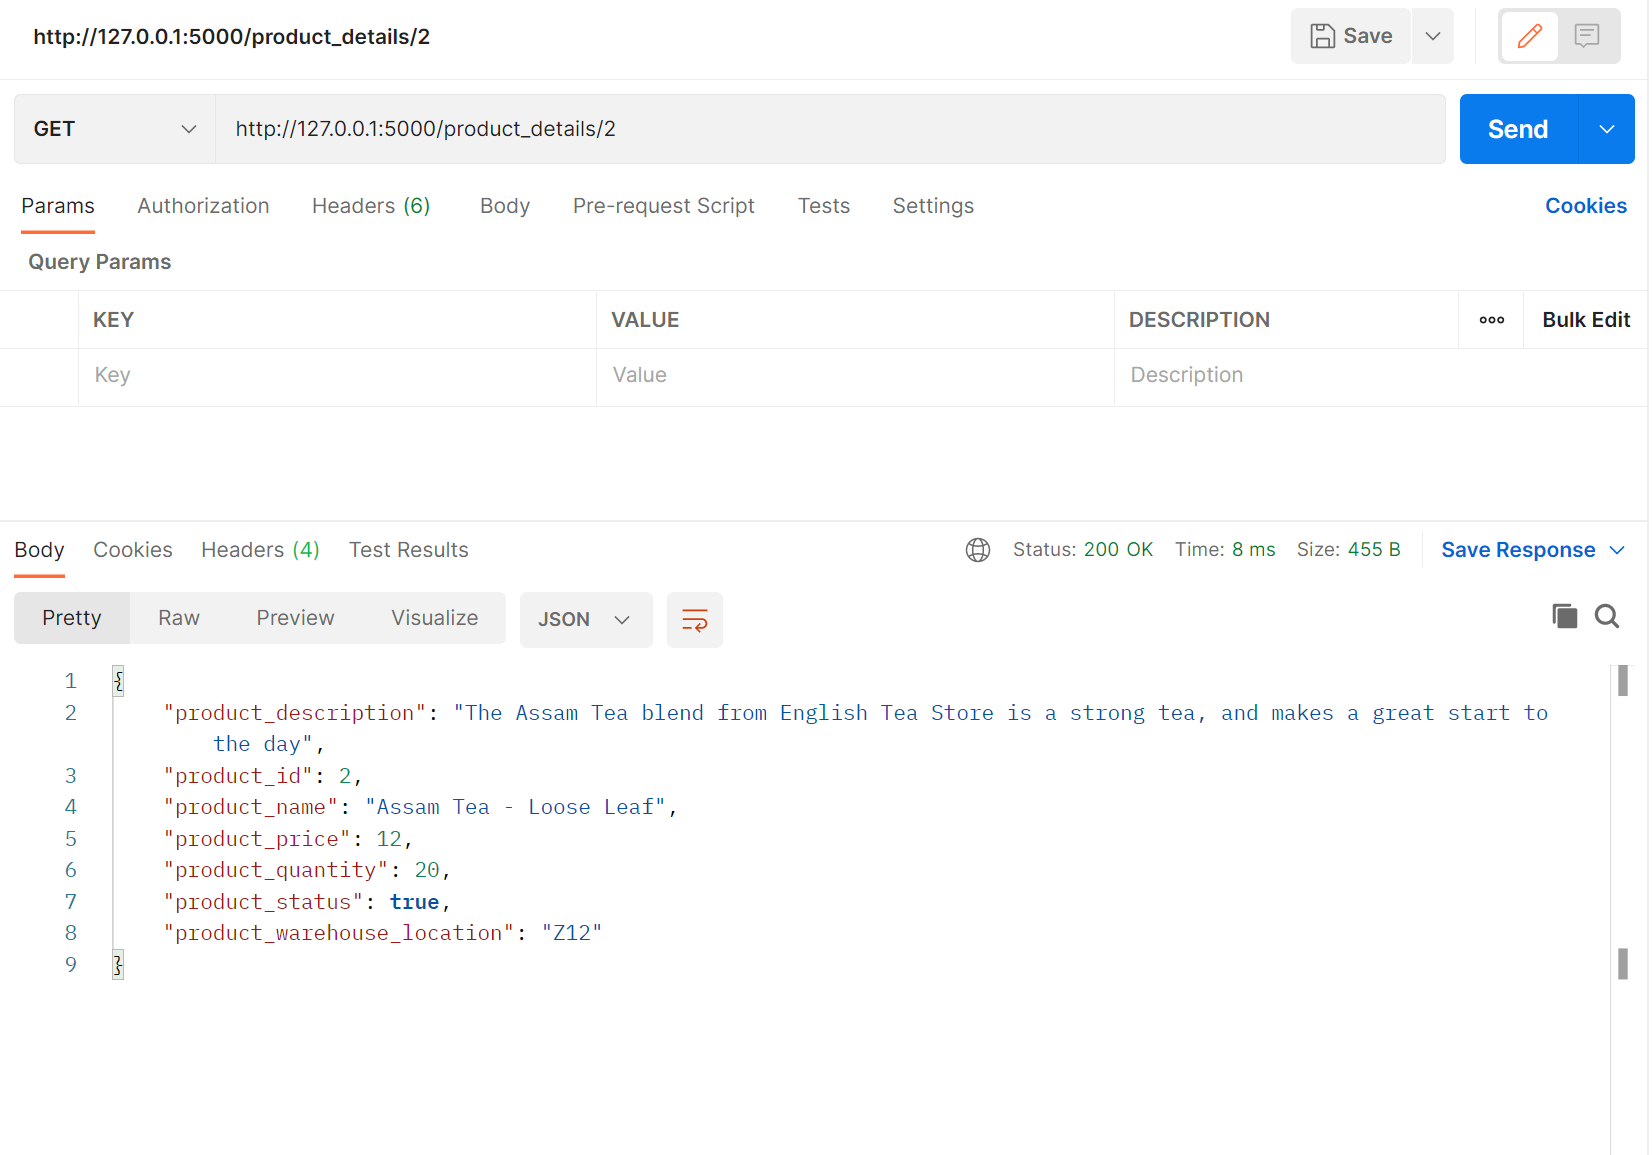 http://127.0.0.1:5000/product_details/2
Save
GET
http://127.0.0.1:5000/product_details/2
Send
Params Authorization Headers (6) Body Pre-request Script Tests Settings Cookies
Query Params
KEY VALUE DESCRIPTION ooo Bulk Edit
Key Value Description
Body Cookies Headers (4) Test Results Status: 200 OK Time: 8 ms Size: 455 B Save Response
Pretty Raw Preview Visualize JSON
1 {
2 "product_description": "The Assam Tea blend from English Tea Store is a strong tea, and makes a great start to
the day",
3 "product_id": 2,
4 "product_name": "Assam Tea - Loose Leaf",
5 "product_price": 12,
6 "product_quantity": 20,
7 "product_status": true,
8 "product_warehouse_location": "Z12"
9 }